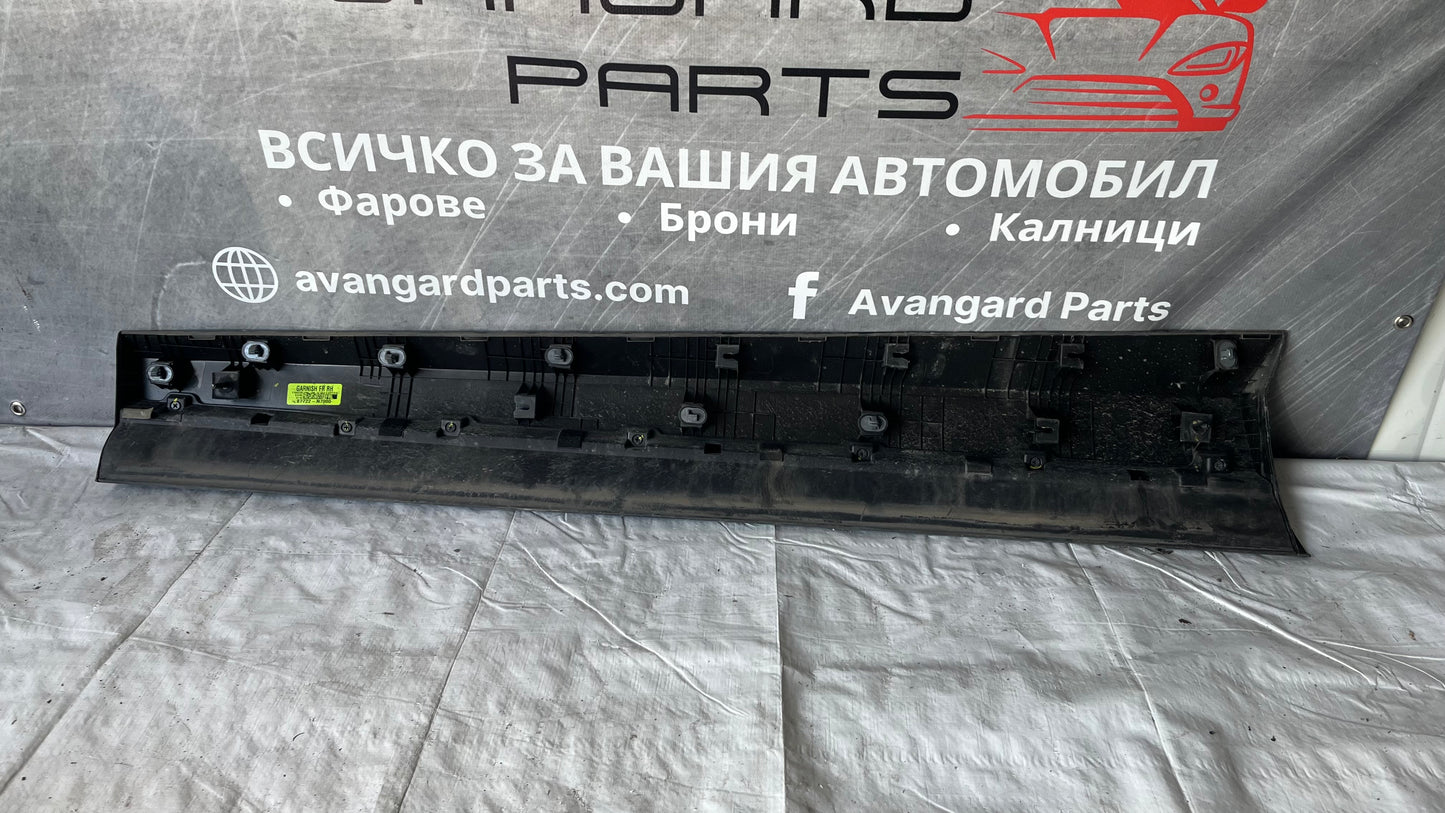 PARTS
ВСИЧКО ЗА ВАШИЯ АВТОМОБИЛ
• Фарове • Брони • Калници
avangardparts.com f Avangard Parts
GARNISH FR RH